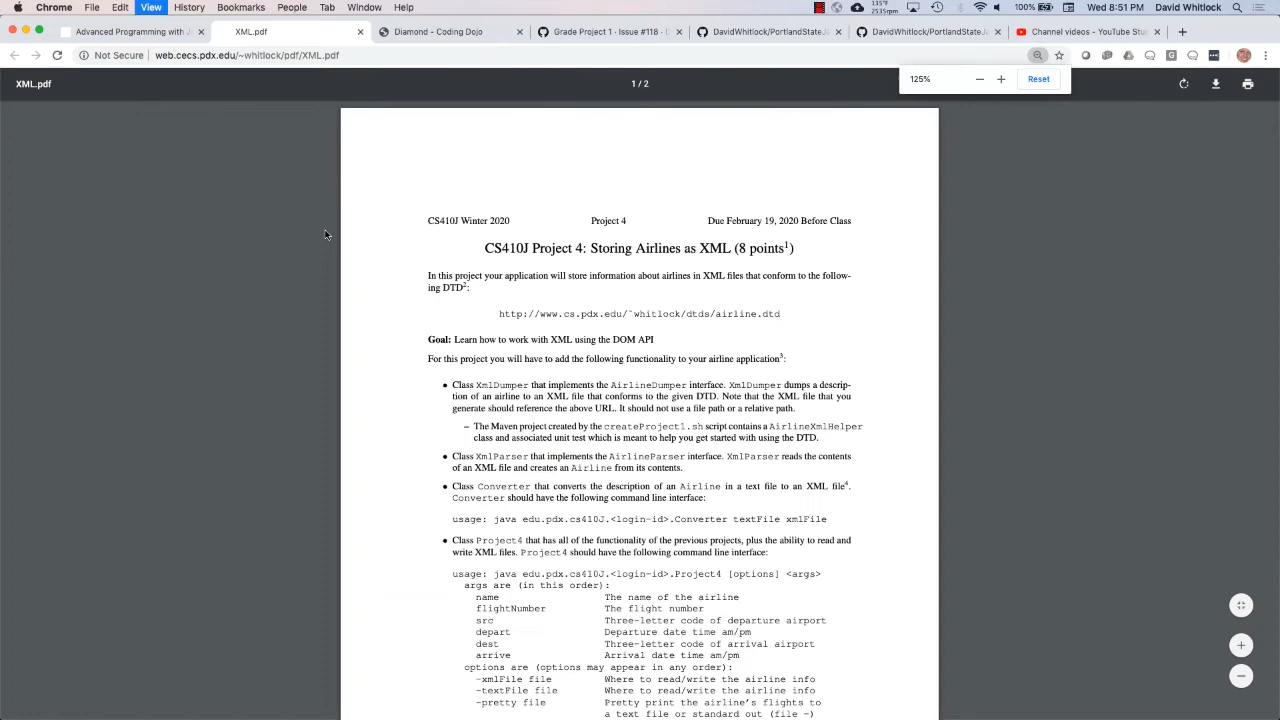 Chrome File Edit View History Bookmarks People Tab Window Help
135°F
2535rpm
100%
Wed 8:51 PM David Whitlock
Advanced Programming with Ja
XML.pdf
Diamond - Coding Dojo
Grade Project 1 · Issue #118 · D
DavidWhitlock/PortlandStateJa
DavidWhitlock/PortlandStateJa
Channel videos - YouTube Stud
Not Secure web.cecs.pdx.edu/~whitlock/pdf/XML.pdf
XML.pdf
1 / 2
125% Reset
CS410J Winter 2020 Project 4 Due February 19, 2020 Before Class
CS410J Project 4: Storing Airlines as XML (8 points1)
In this project your application will store information about airlines in XML files that conform to the follow-
ing DTD2:
http://www.cs.pdx.edu/~whitlock/dtds/airline.dtd
Goal: Learn how to work with XML using the DOM API
For this project you will have to add the following functionality to your airline application3:
• Class XmlDumper that implements the AirlineDumper interface. XmlDumper dumps a descrip-
tion of an airline to an XML file that conforms to the given DTD. Note that the XML file that you
generate should reference the above URL. It should not use a file path or a relative path.
– The Maven project created by the createProject1.sh script contains a AirlineXmlHelper
class and associated unit test which is meant to help you get started with using the DTD.
• Class XmlParser that implements the AirlineParser interface. XmlParser reads the contents
of an XML file and creates an Airline from its contents.
• Class Converter that converts the description of an Airline in a text file to an XML file4.
Converter should have the following command line interface:
usage: java edu.pdx.cs410J.<login-id>.Converter textFile xmlFile
• Class Project4 that has all of the functionality of the previous projects, plus the ability to read and
write XML files. Project4 should have the following command line interface:
usage: java edu.pdx.cs410J.<login-id>.Project4 [options] <args>
args are (in this order):
name The name of the airline
flightNumber The flight number
src Three-letter code of departure airport
depart Departure date time am/pm
dest Three-letter code of arrival airport
arrive Arrival date time am/pm
options are (options may appear in any order):
-xmlFile file Where to read/write the airline info
-textFile file Where to read/write the airline info
-pretty file Pretty print the airline's flights to
a text file or standard out (file -)